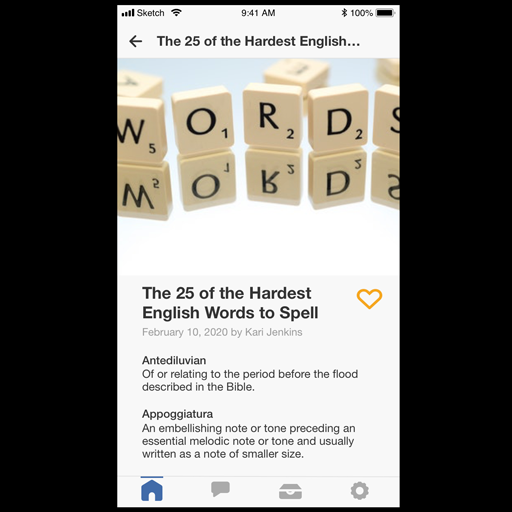 Sketch 9:41 AM 100%
The 25 of the Hardest English...
W5 O1 R2 D2 S
The 25 of the Hardest
English Words to Spell
February 10, 2020 by Kari Jenkins
Antediluvian
Of or relating to the period before the flood
described in the Bible.
Appoggiatura
An embellishing note or tone preceding an
essential melodic note or tone and usually
written as a note of smaller size.